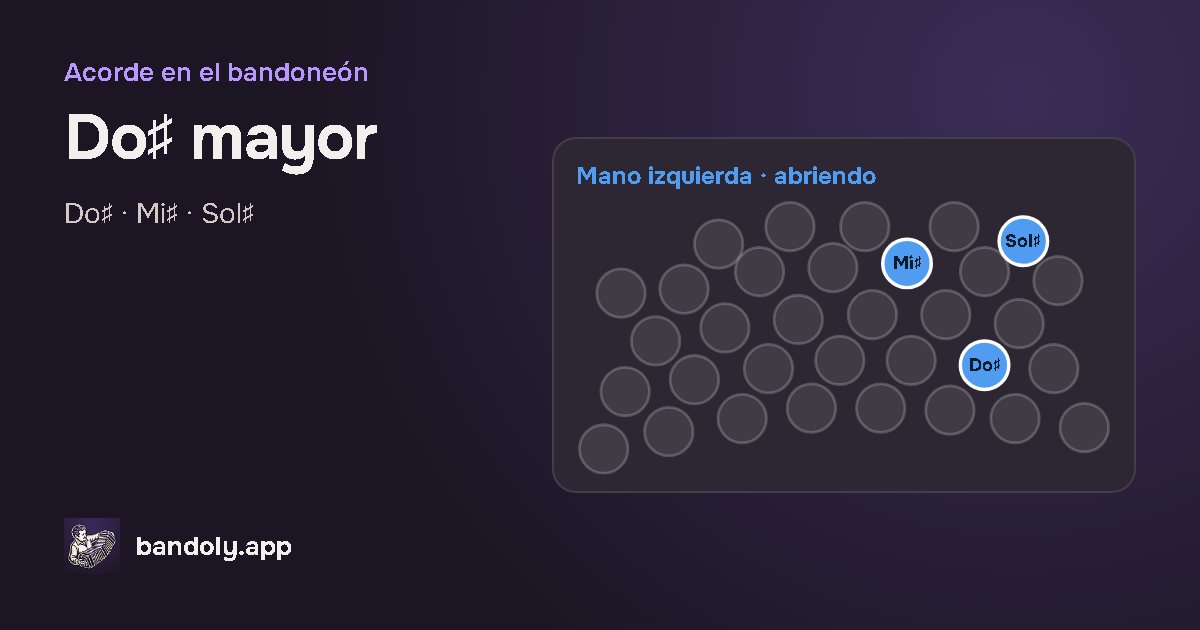 Acorde en el bandoneón
Do♯ mayor
Do♯ · Mi♯ · Sol♯
Mano izquierda · abriendo
Sol♯
Mi♯
Do♯
bandoly.app